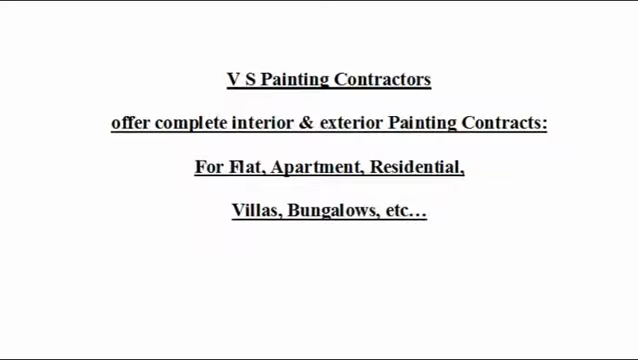 V S Painting Contractors
offer complete interior & exterior Painting Contracts:
For Flat, Apartment, Residential,
Villas, Bungalows, etc…